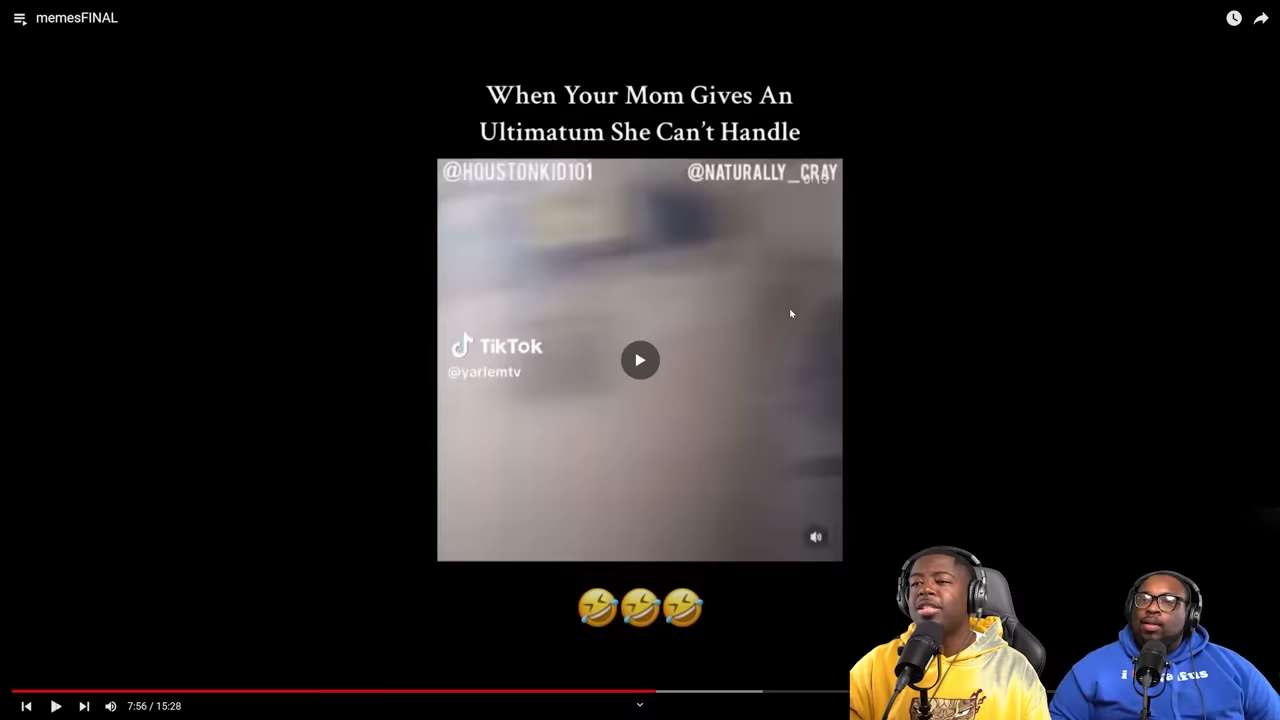 memesFINAL
When Your Mom Gives An
Ultimatum She Can't Handle
@HOUSTONKID101
@NATURALLY_CRAY
TikTok
@yarlemtv
7:56 / 15:28